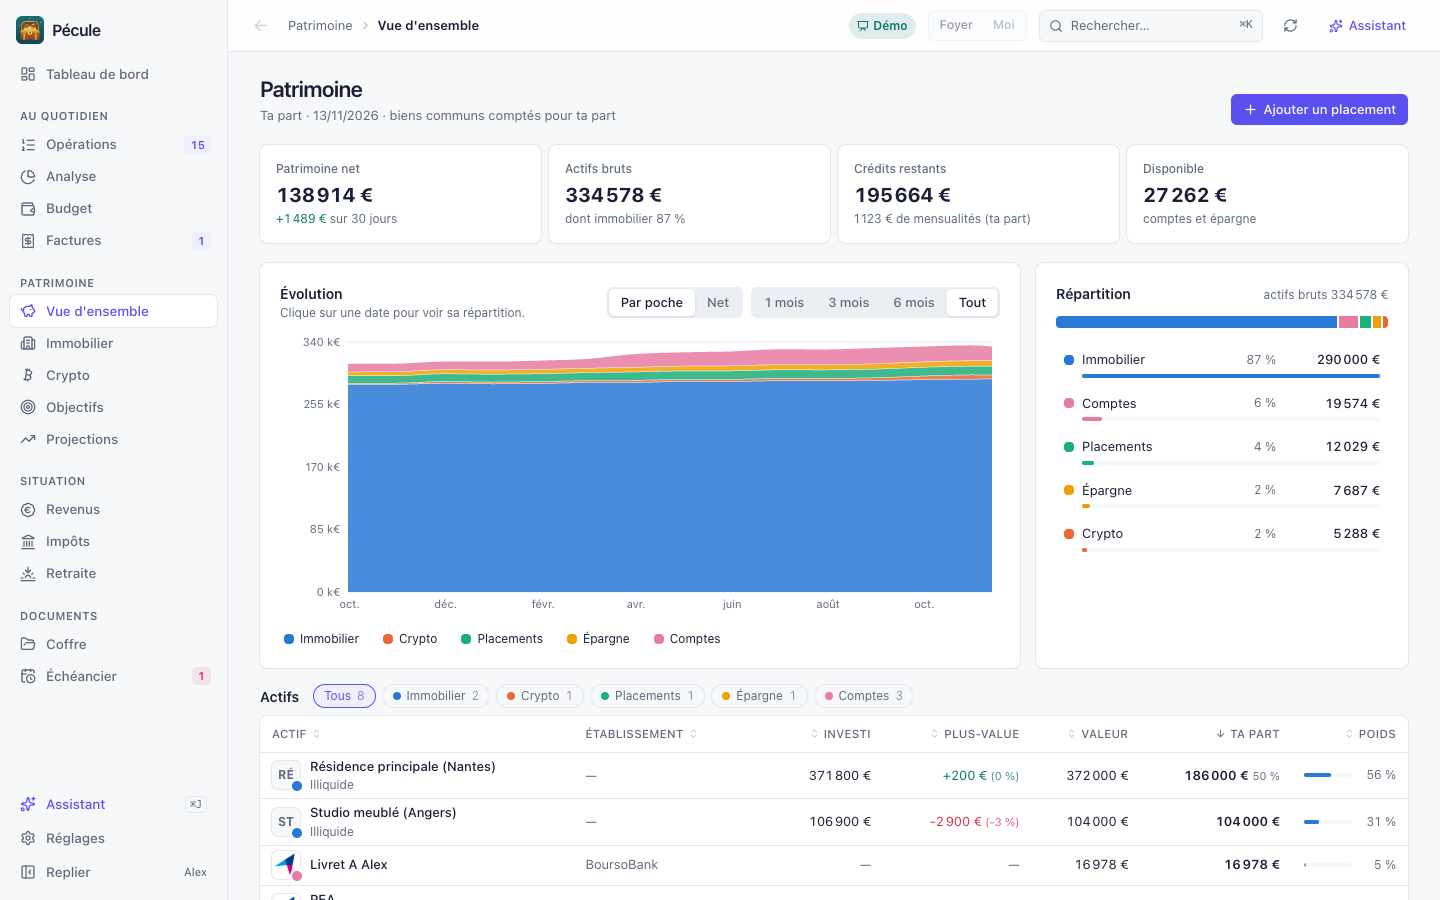 Pécule
Tableau de bord
AU QUOTIDIEN
Opérations 15
Analyse
Budget
Factures 1
PATRIMOINE
Vue d'ensemble
Immobilier
Crypto
Objectifs
Projections
SITUATION
Revenus
Impôts
Retraite
DOCUMENTS
Coffre
Échéancier 1
Assistant ⌘J
Réglages
Replier Alex
Patrimoine > Vue d'ensemble
Démo
Foyer Moi
Rechercher... ⌘K
Assistant
Patrimoine
Ta part · 13/11/2026 · biens communs comptés pour ta part
+ Ajouter un placement
Patrimoine net
138 914 €
+1 489 € sur 30 jours
Actifs bruts
334 578 €
dont immobilier 87 %
Crédits restants
195 664 €
1 123 € de mensualités (ta part)
Disponible
27 262 €
comptes et épargne
Évolution
Clique sur une date pour voir sa répartition.
Par poche Net
1 mois 3 mois 6 mois Tout
340 k€
255 k€
170 k€
85 k€
0 k€
oct. déc. févr. avr. juin août oct.
Immobilier Crypto Placements Épargne Comptes
Répartition actifs bruts 334 578 €
Immobilier 87 % 290 000 €
Comptes 6 % 19 574 €
Placements 4 % 12 029 €
Épargne 2 % 7 687 €
Crypto 2 % 5 288 €
Actifs Tous 8 Immobilier 2 Crypto 1 Placements 1 Épargne 1 Comptes 3
ACTIF ÉTABLISSEMENT INVESTI PLUS-VALUE VALEUR ↓ TA PART POIDS
RÉ Résidence principale (Nantes) — 371 800 € +200 € (0 %) 372 000 € 186 000 € 50 % 56 %
Illiquide
ST Studio meublé (Angers) — 106 900 € -2 900 € (-3 %) 104 000 € 104 000 € 31 %
Illiquide
Livret A Alex BoursoBank — — 16 978 € 16 978 € 5 %
PEA